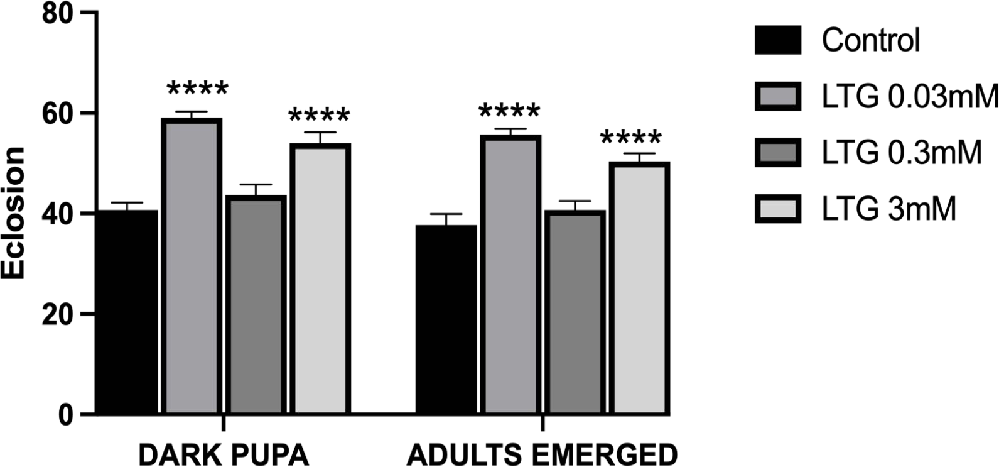 80
60
40
20
0
Eclosion
****
****
****
****
DARK PUPA
ADULTS EMERGED
Control
LTG 0.03mM
LTG 0.3mM
LTG 3mM